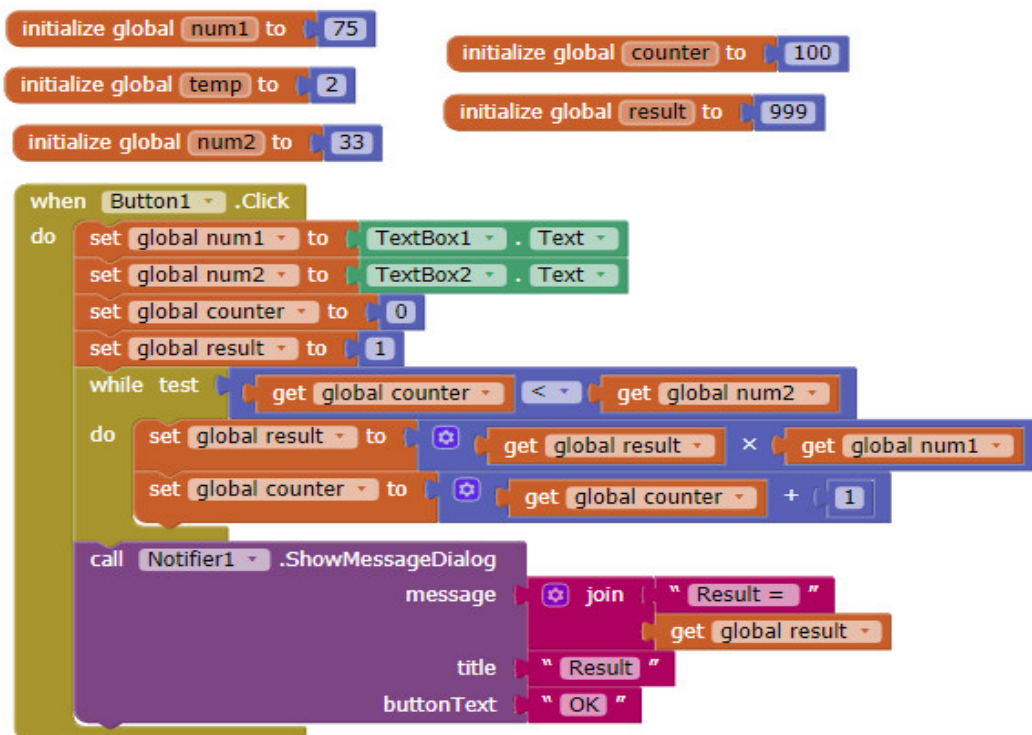 initialize global num1 to 75
initialize global counter to 100
initialize global temp to 2
initialize global result to 999
initialize global num2 to 33
when Button1 .Click
do set global num1 to TextBox1 . Text
set global num2 to TextBox2 . Text
set global counter to 0
set global result to 1
while test get global counter < get global num2
do set global result to get global result × get global num1
set global counter to get global counter + 1
call Notifier1 .ShowMessageDialog
message join " Result = "
get global result
title " Result "
buttonText " OK "